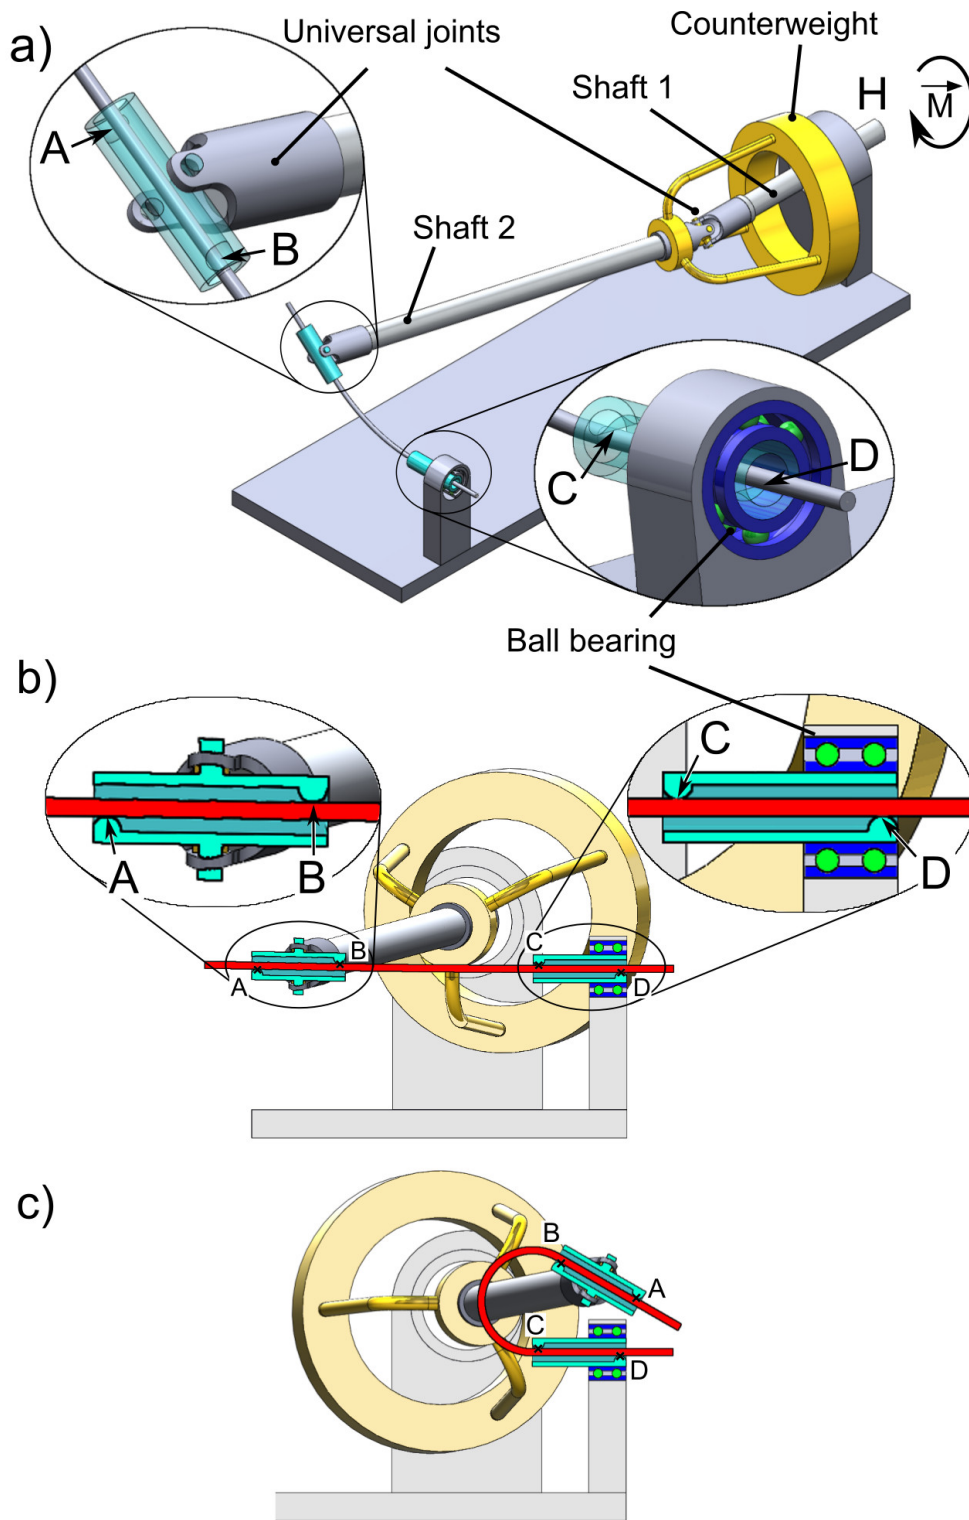 a)
Universal joints
Counterweight
Shaft 1
H
M
A
B
Shaft 2
C
D
Ball bearing
b)
A
B
C
D
A
B
C
D
c)
B
A
C
D